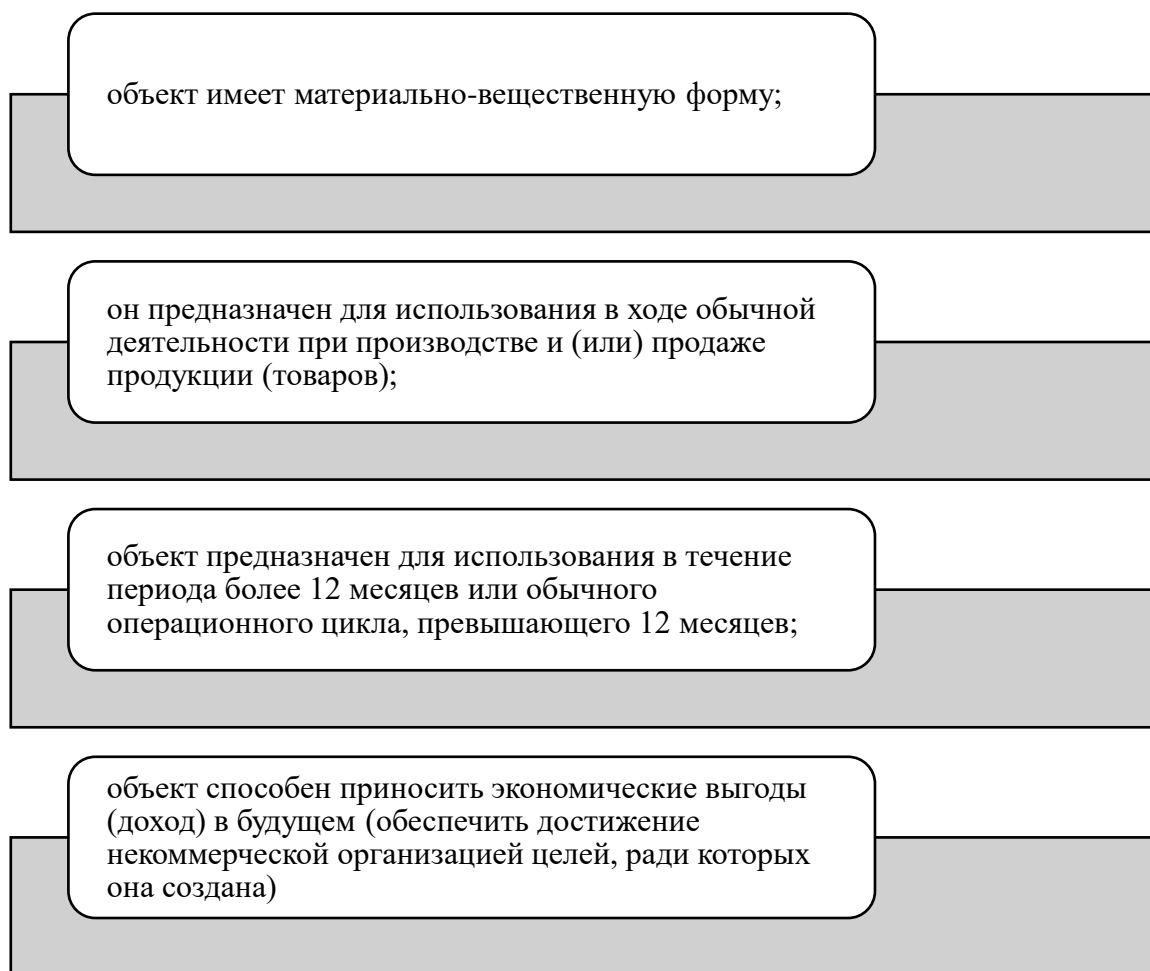 объект имеет материально-вещественную форму;
он предназначен для использования в ходе обычной
деятельности при производстве и (или) продаже
продукции (товаров);
объект предназначен для использования в течение
периода более 12 месяцев или обычного
операционного цикла, превышающего 12 месяцев;
объект способен приносить экономические выгоды
(доход) в будущем (обеспечить достижение
некоммерческой организацией целей, ради которых
она создана)